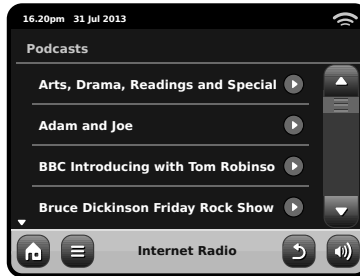 16.20pm 31 Jul 2013
Podcasts
Arts, Drama, Readings and Special
Adam and Joe
BBC Introducing with Tom Robinso
Bruce Dickinson Friday Rock Show
Internet Radio